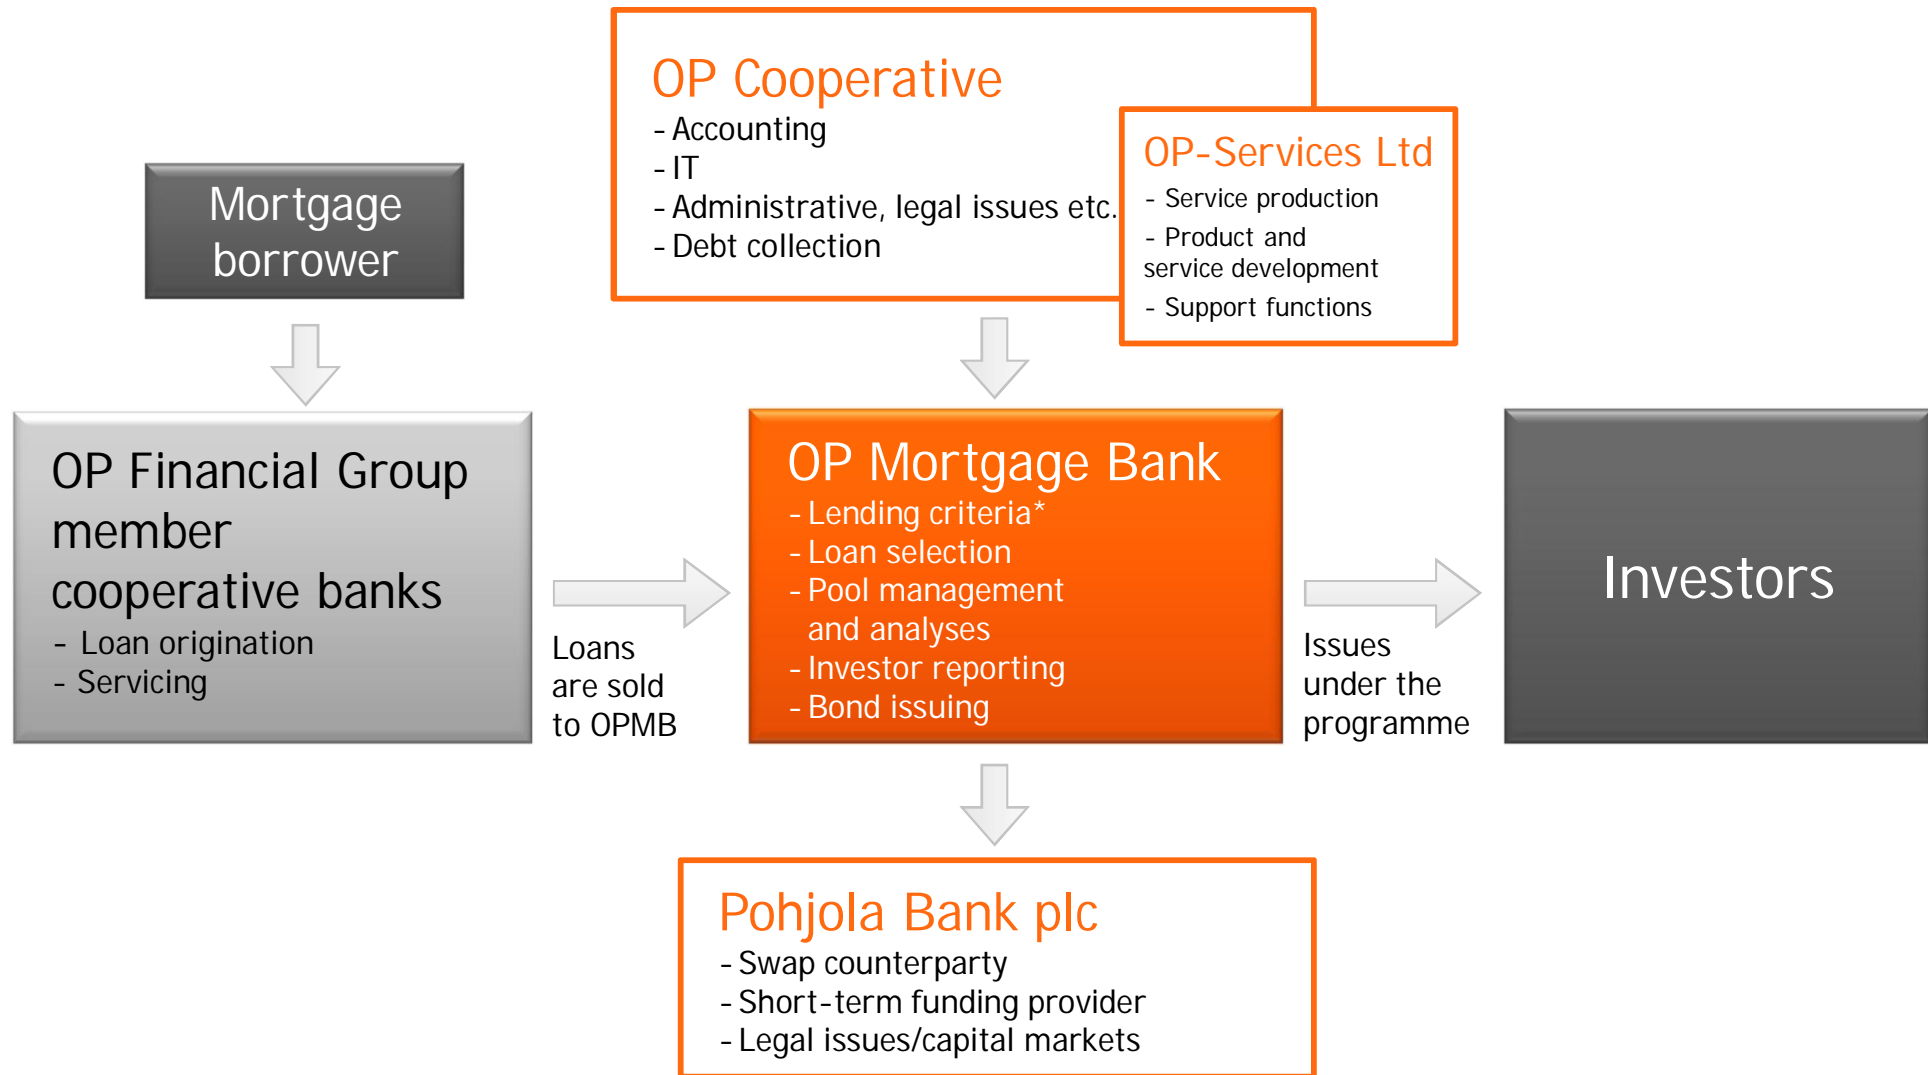 OP Cooperative
- Accounting
- IT
- Administrative, legal issues etc.
- Debt collection
OP-Services Ltd
- Service production
- Product and
service development
- Support functions
Mortgage
borrower
OP Financial Group
member
cooperative banks
- Loan origination
- Servicing
Loans
are sold
to OPMB
OP Mortgage Bank
- Lending criteria*
- Loan selection
- Pool management
and analyses
- Investor reporting
- Bond issuing
Issues
under the
programme
Investors
Pohjola Bank plc
- Swap counterparty
- Short-term funding provider
- Legal issues/capital markets